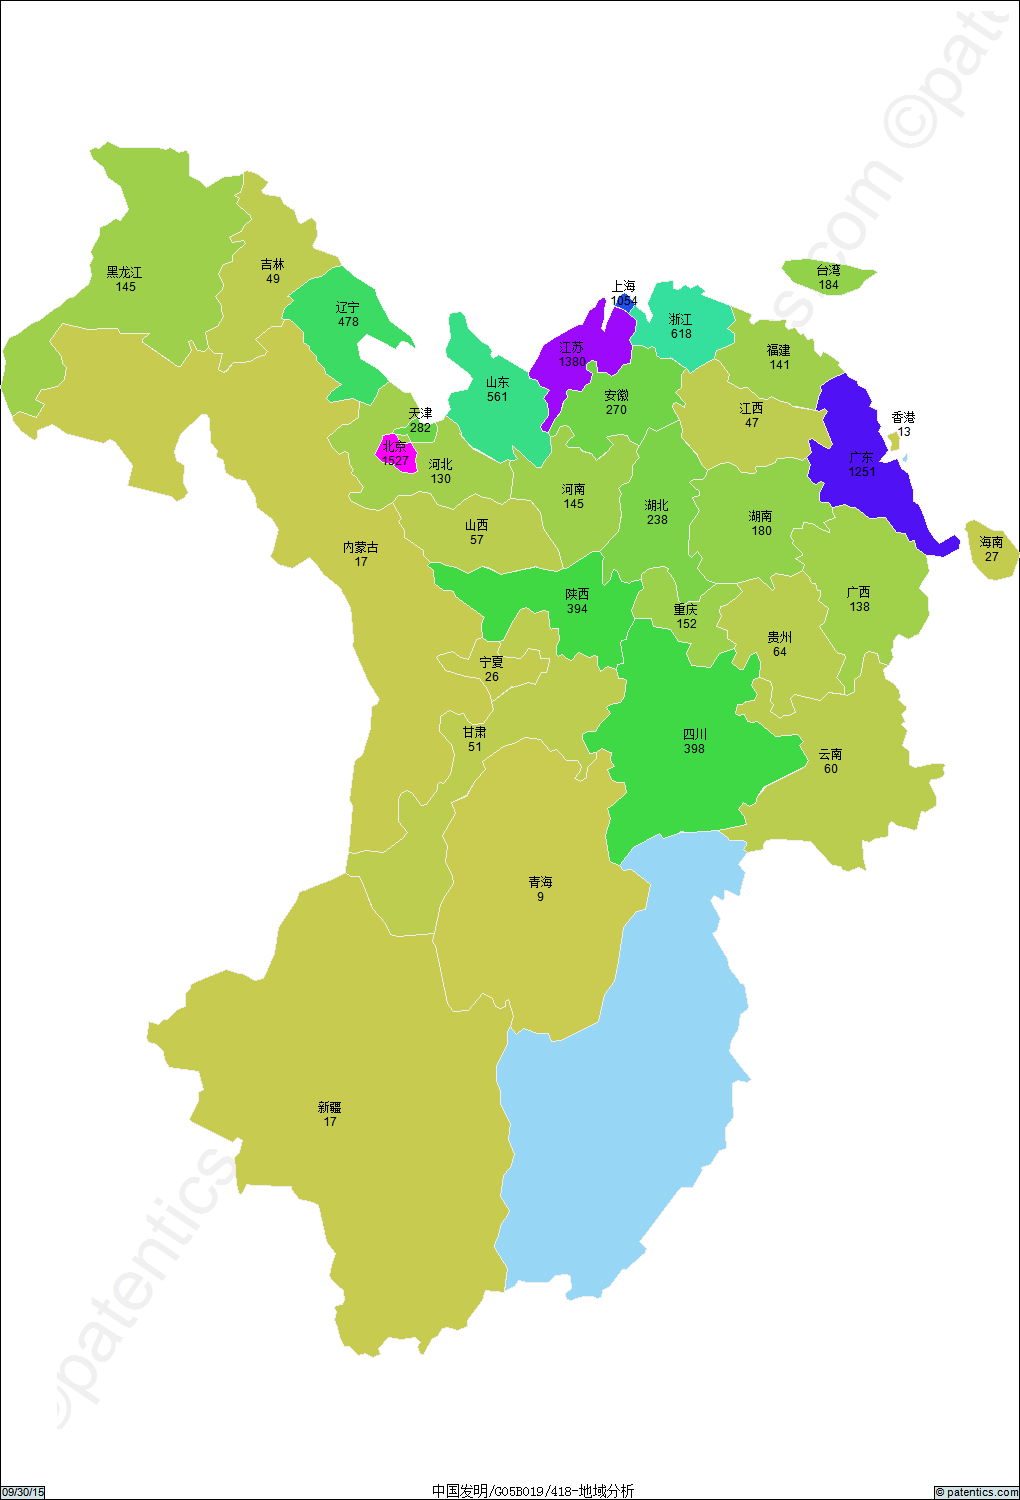 ©patentics.com ©patentics
黑龙江
145
吉林
49
辽宁
478
上海
1054
浙江
618
台湾
184
江苏
1380
福建
141
山东
561
安徽
270
江西
47
天津
282
香港
13
北京
1527
河北
130
广东
1251
河南
145
湖北
238
湖南
180
山西
57
内蒙古
17
海南
27
陕西
394
重庆
152
广西
138
贵州
64
宁夏
26
甘肃
51
四川
398
云南
60
青海
9
新疆
17
09/30/15
中国发明/G05B019/418-地域分析
© patentics.com